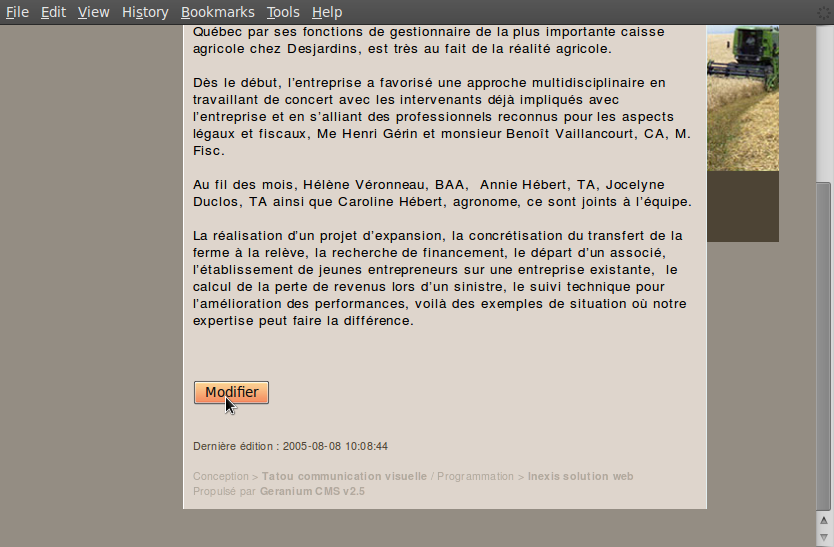 File Edit View History Bookmarks Tools Help
Québec par ses fonctions de gestionnaire de la plus importante caisse
agricole chez Desjardins, est très au fait de la réalité agricole.
Dès le début, l'entreprise a favorisé une approche multidisciplinaire en
travaillant de concert avec les intervenants déjà impliqués avec
l'entreprise et en s'alliant des professionnels reconnus pour les aspects
légaux et fiscaux, Me Henri Gérin et monsieur Benoît Vaillancourt, CA, M.
Fisc.
Au fil des mois, Hélène Véronneau, BAA,  Annie Hébert, TA, Jocelyne
Duclos, TA ainsi que Caroline Hébert, agronome, ce sont joints à l'équipe.
La réalisation d'un projet d'expansion, la concrétisation du transfert de la
ferme à la relève, la recherche de financement, le départ d'un associé,
l'établissement de jeunes entrepreneurs sur une entreprise existante,  le
calcul de la perte de revenus lors d'un sinistre, le suivi technique pour
l'amélioration des performances, voilà des exemples de situation où notre
expertise peut faire la différence.
Modifier
Dernière édition : 2005-08-08 10:08:44
Conception > Tatou communication visuelle / Programmation > Inexis solution web
Propulsé par Geranium CMS v2.5